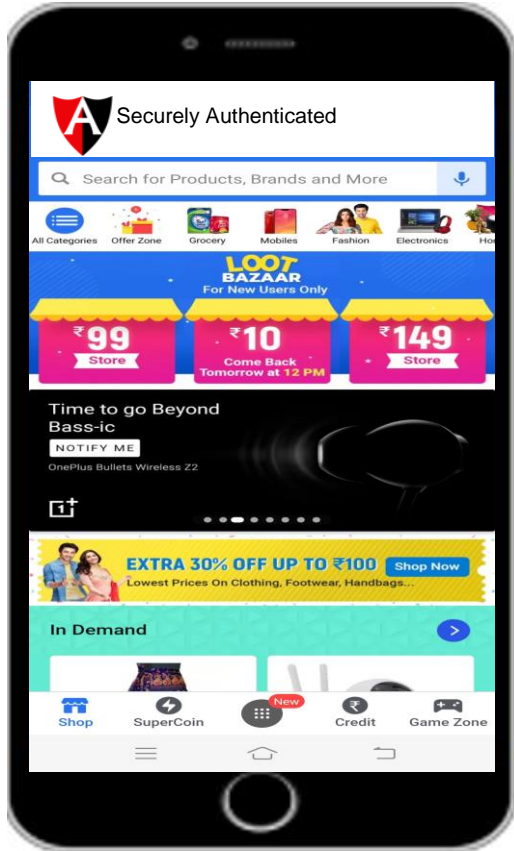 A Securely Authenticated
Search for Products, Brands and More
All Categories Offer Zone Grocery Mobiles Fashion Electronics Ho
LOOT
BAZAAR
For New Users Only
₹99
Store
₹10
Come Back
Tomorrow at 12 PM
₹149
Store
Time to go Beyond
Bass-ic
NOTIFY ME
OnePlus Bullets Wireless Z2
1+
EXTRA 30% OFF UP TO ₹100
Shop Now
Lowest Prices On Clothing, Footwear, Handbags...
In Demand
New
Shop SuperCoin Credit Game Zone